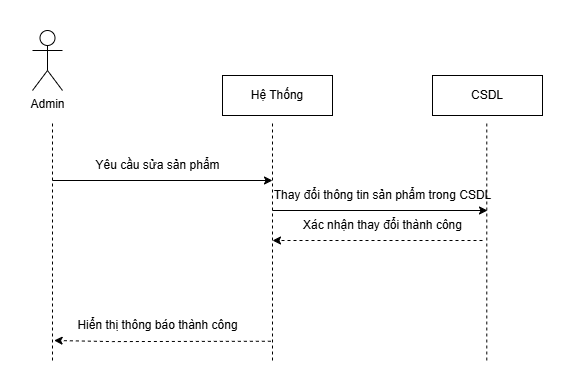 Admin
Hệ Thống
CSDL
Yêu cầu sửa sản phẩm
Thay đổi thông tin sản phẩm trong CSDL
Xác nhận thay đổi thành công
Hiển thị thông báo thành công